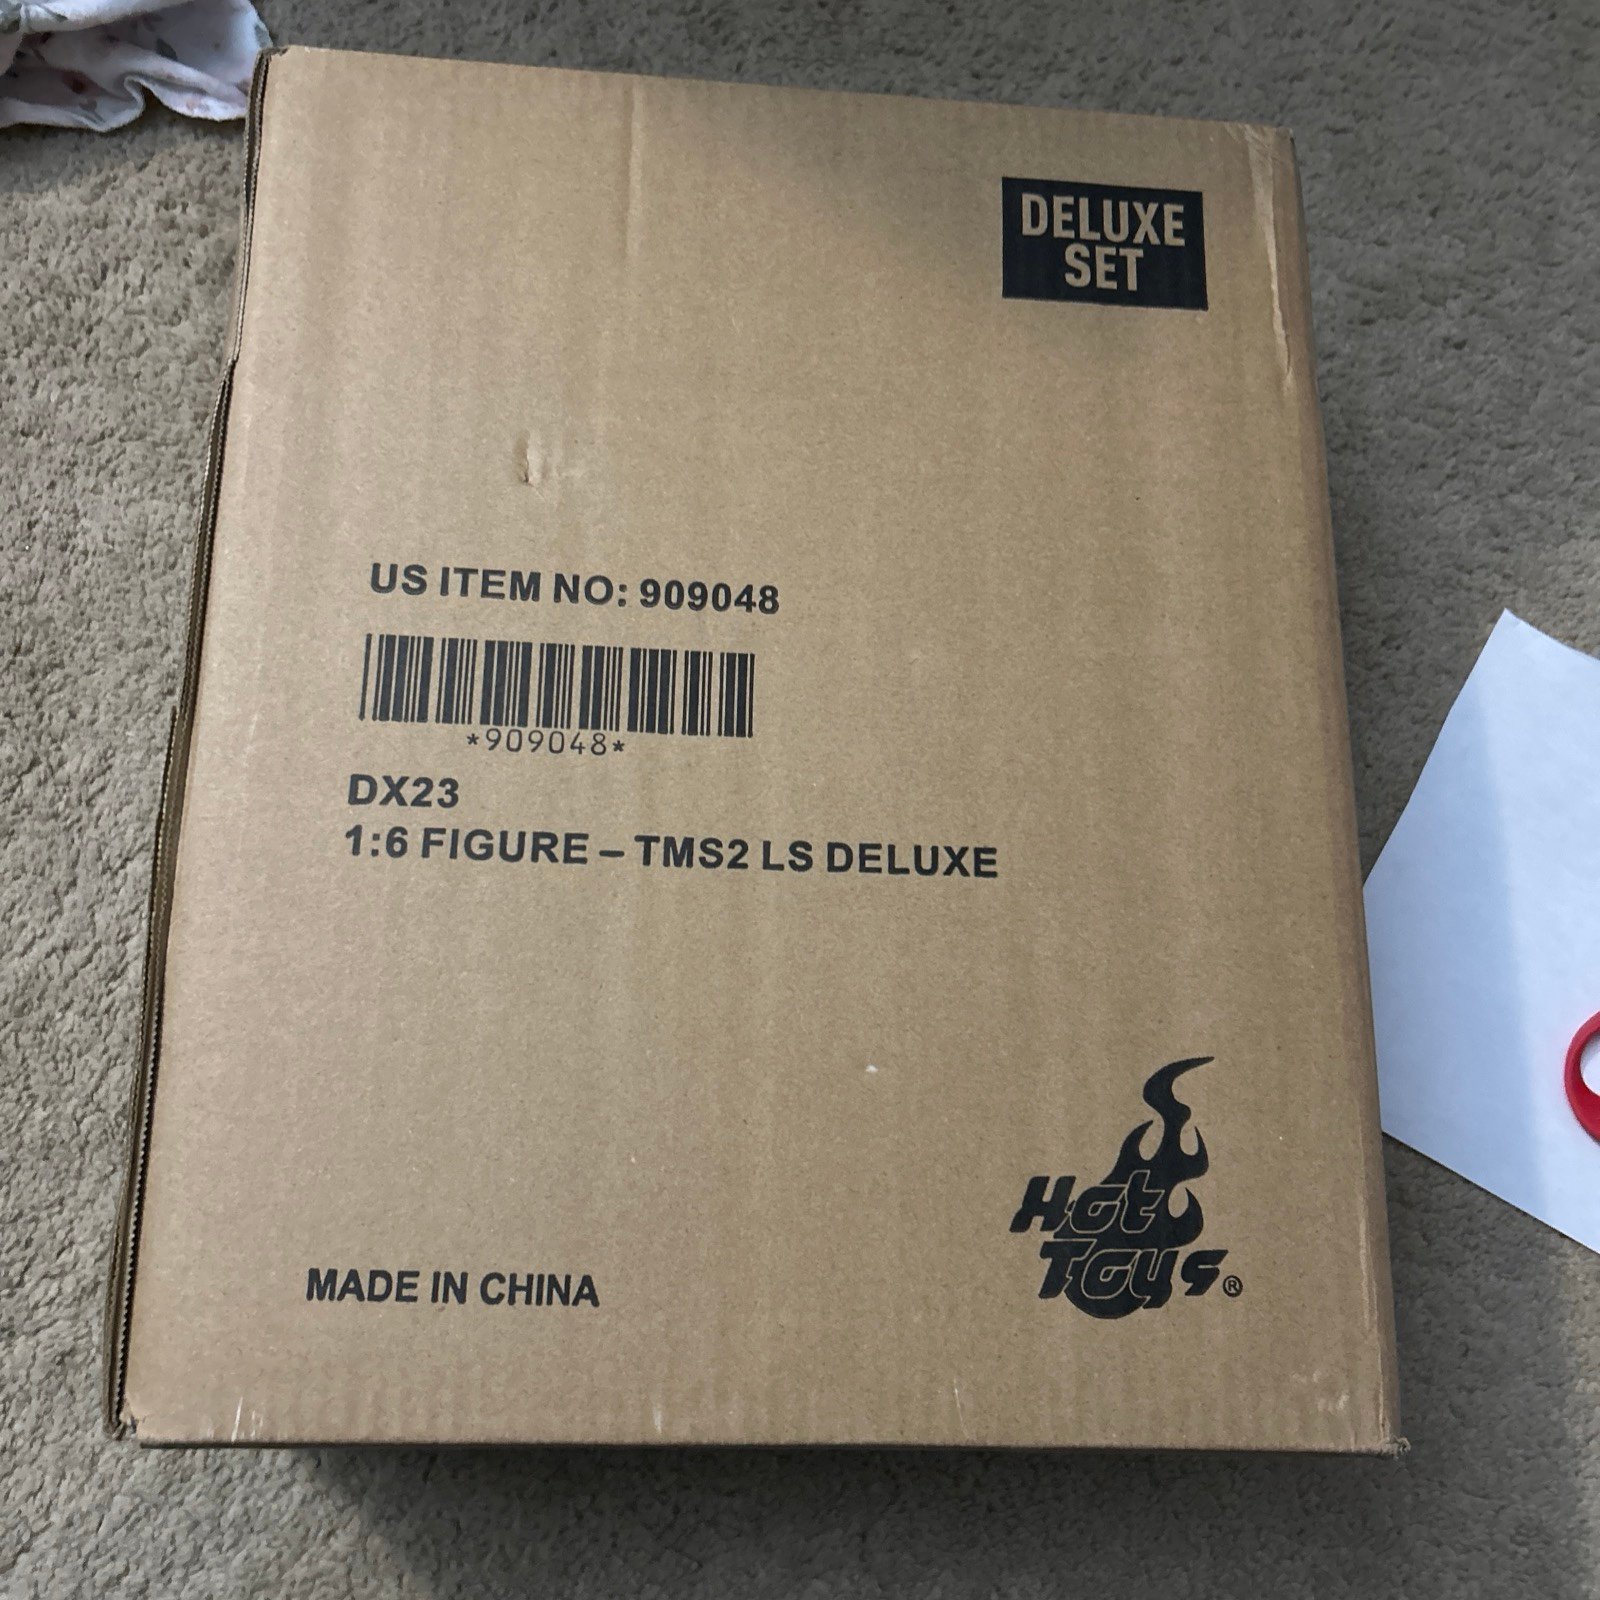 DELUXE
SET
US ITEM NO: 909048
*909048*
DX23
1:6 FIGURE – TMS2 LS DELUXE
MADE IN CHINA
Hot
Toys®